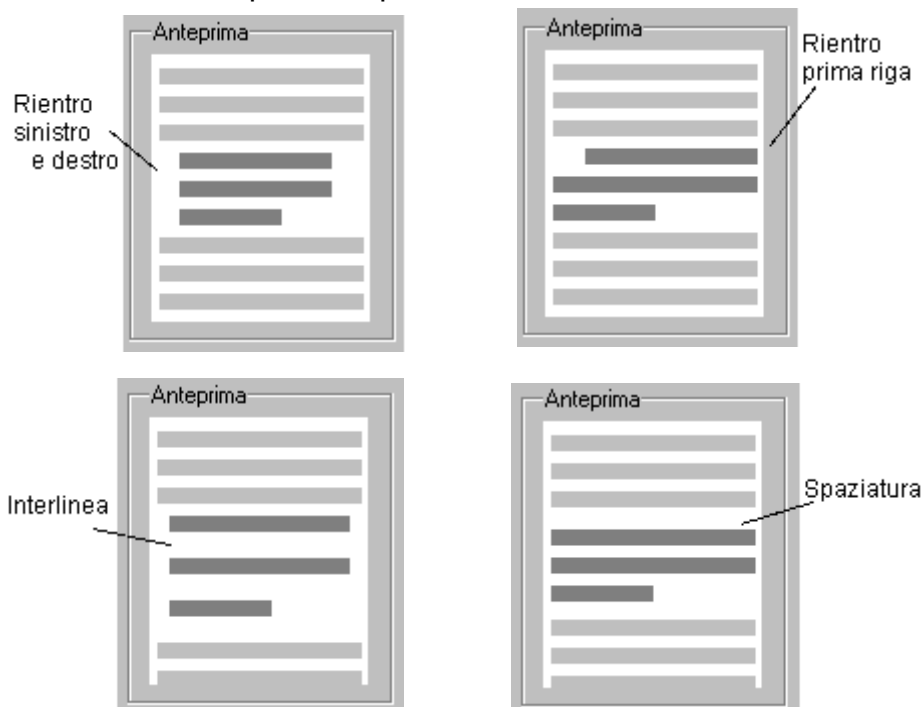 Anteprima
Rientro
sinistro
e destro
Anteprima
Rientro
prima riga
Anteprima
Interlinea
Anteprima
Spaziatura